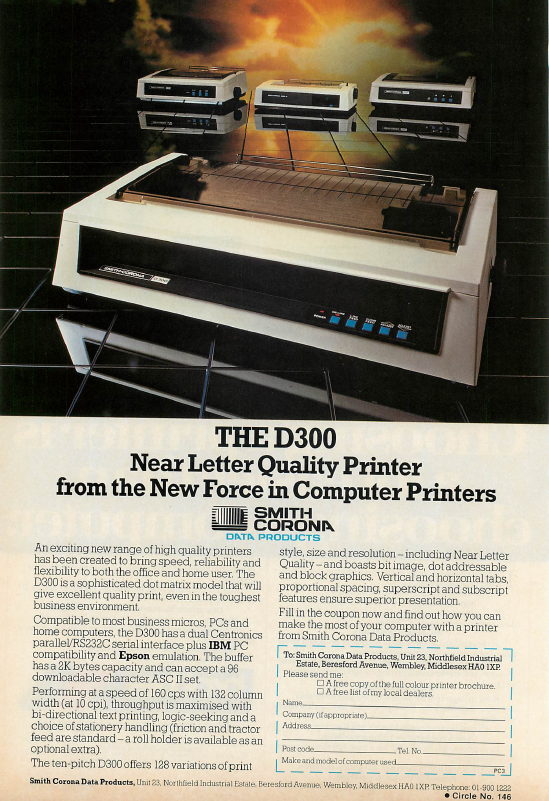 SMITH-CORONA
THE D300
Near Letter Quality Printer
from the New Force in Computer Printers
SMITH
CORONA
DATA PRODUCTS
An exciting new range of high quality printers
has been created to bring speed, reliability and
flexibility to both the office and home user. The
D300 is a sophisticated dot matrix model that will
give excellent quality print, even in the toughest
business environment.
Compatible to most business micros, PCs and
home computers, the D300 has a dual Centronics
parallel/RS232C serial interface plus IBM PC
compatibility and Epson emulation. The buffer
has a 2K bytes capacity and can accept a 96
downloadable character ASC II set.
Performing at a speed of 160 cps with 132 column
width (at 10 cpi), throughput is maximised with
bi-directional text printing, logic-seeking and a
choice of stationery handling (friction and tractor
feed are standard – a roll holder is available as an
optional extra).
The ten-pitch D300 offers 128 variations of print
style, size and resolution – including Near Letter
Quality – and boasts bit image, dot addressable
and block graphics. Vertical and horizontal tabs,
proportional spacing, superscript and subscript
features ensure superior presentation.
Fill in the coupon now and find out how you can
make the most of your computer with a printer
from Smith Corona Data Products.
To: Smith Corona Data Products, Unit 23, Northfield Industrial
Estate, Beresford Avenue, Wembley, Middlesex HA0 1XP.
Please send me:
A free copy of the full colour printer brochure.
A free list of my local dealers.
Name
Company (if appropriate)
Address
Post code Tel. No.
Make and model of computer used
PC3
Smith Corona Data Products, Unit 23, Northfield Industrial Estate, Beresford Avenue, Wembley, Middlesex HA0 1XP. Telephone: 01-900 1222
● Circle No. 146